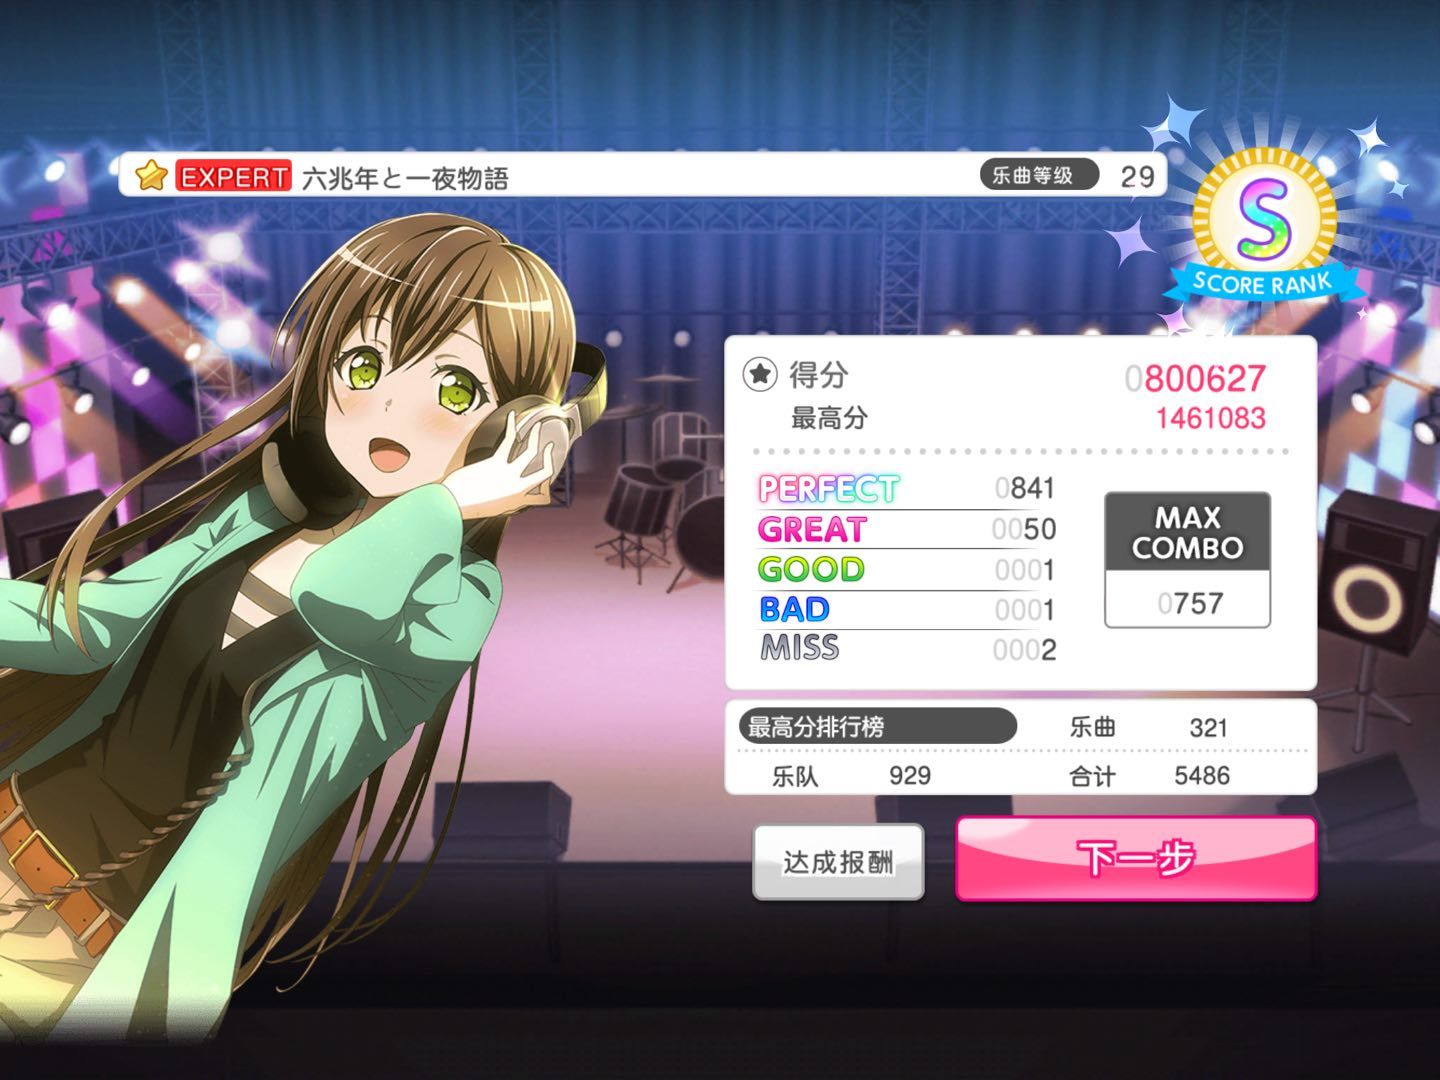 EXPERT 六兆年と一夜物語 乐曲等级 29
S
SCORE RANK
得分 0800627
最高分 1461083
PERFECT 0841
GREAT 0050
GOOD 0001
BAD 0001
MISS 0002
MAX
COMBO
0757
最高分排行榜 乐曲 321
乐队 929 合计 5486
达成报酬 下一步